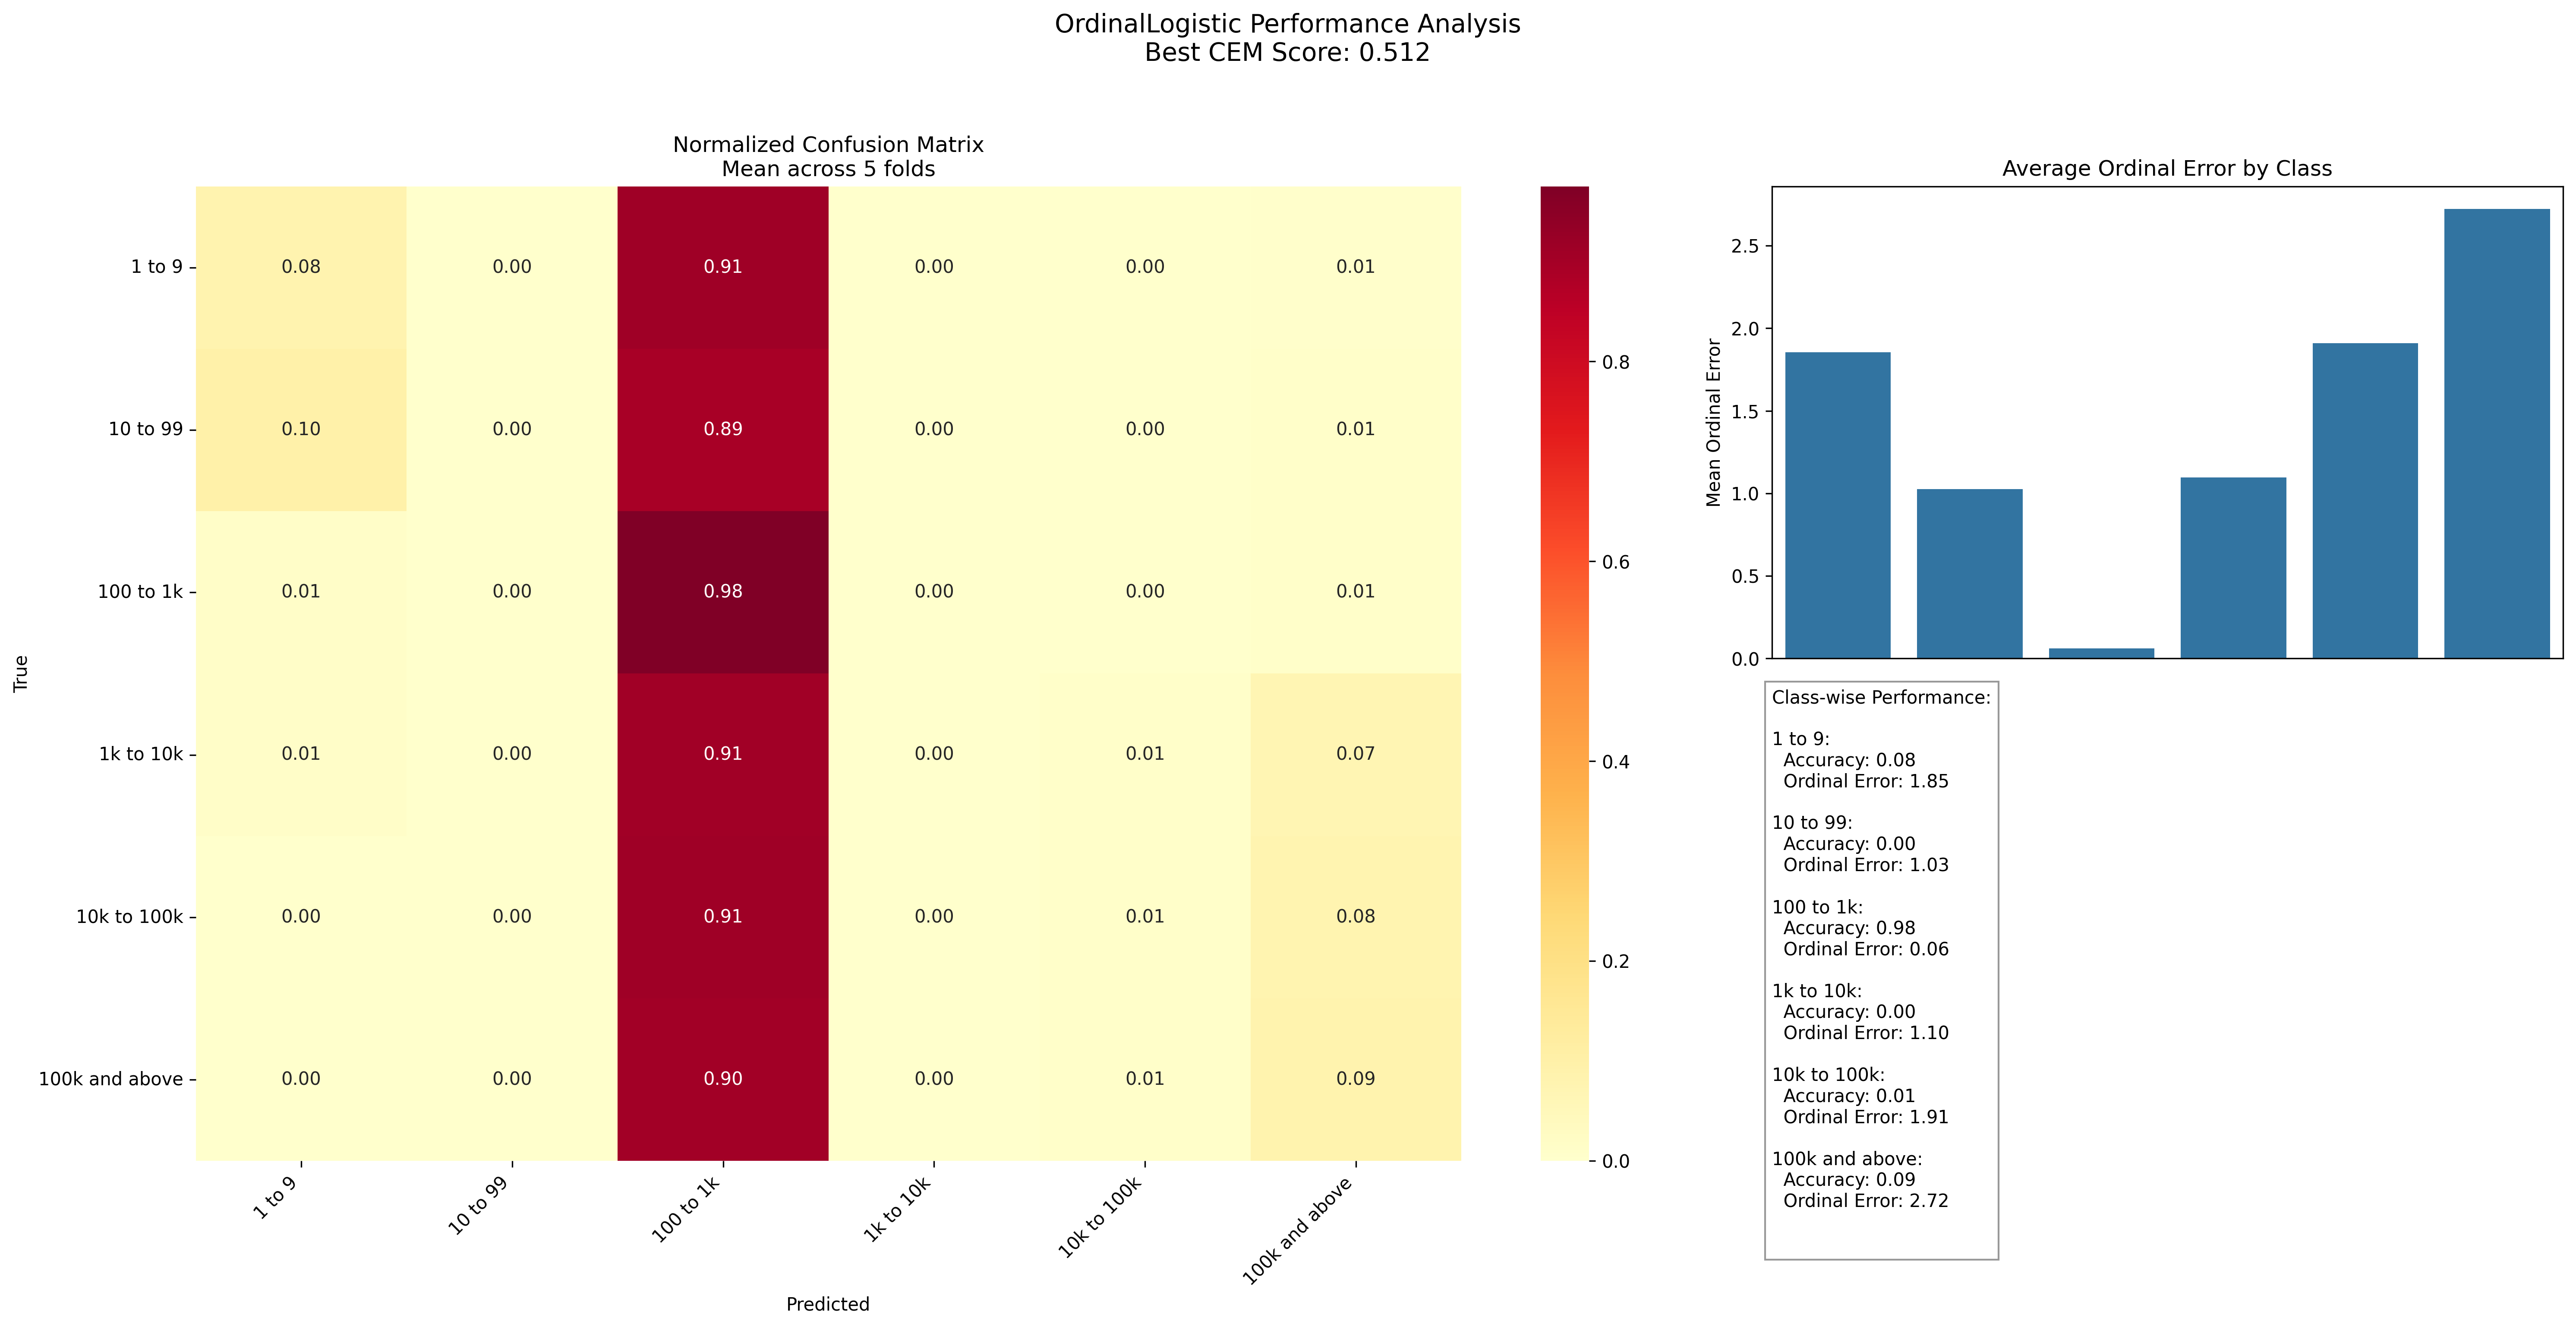 OrdinalLogistic Performance Analysis
Best CEM Score: 0.512
Normalized Confusion Matrix
Mean across 5 folds
True
1 to 9
0.08 0.00 0.91 0.00 0.00 0.01
10 to 99
0.10 0.00 0.89 0.00 0.00 0.01
100 to 1k
0.01 0.00 0.98 0.00 0.00 0.01
1k to 10k
0.01 0.00 0.91 0.00 0.01 0.07
10k to 100k
0.00 0.00 0.91 0.00 0.01 0.08
100k and above
0.00 0.00 0.90 0.00 0.01 0.09
1 to 9
10 to 99
100 to 1k
1k to 10k
10k to 100k
100k and above
Predicted
0.8
0.6
0.4
0.2
0.0
Average Ordinal Error by Class
Mean Ordinal Error
2.5
2.0
1.5
1.0
0.5
0.0
Class-wise Performance:
1 to 9:
Accuracy: 0.08
Ordinal Error: 1.85
10 to 99:
Accuracy: 0.00
Ordinal Error: 1.03
100 to 1k:
Accuracy: 0.98
Ordinal Error: 0.06
1k to 10k:
Accuracy: 0.00
Ordinal Error: 1.10
10k to 100k:
Accuracy: 0.01
Ordinal Error: 1.91
100k and above:
Accuracy: 0.09
Ordinal Error: 2.72